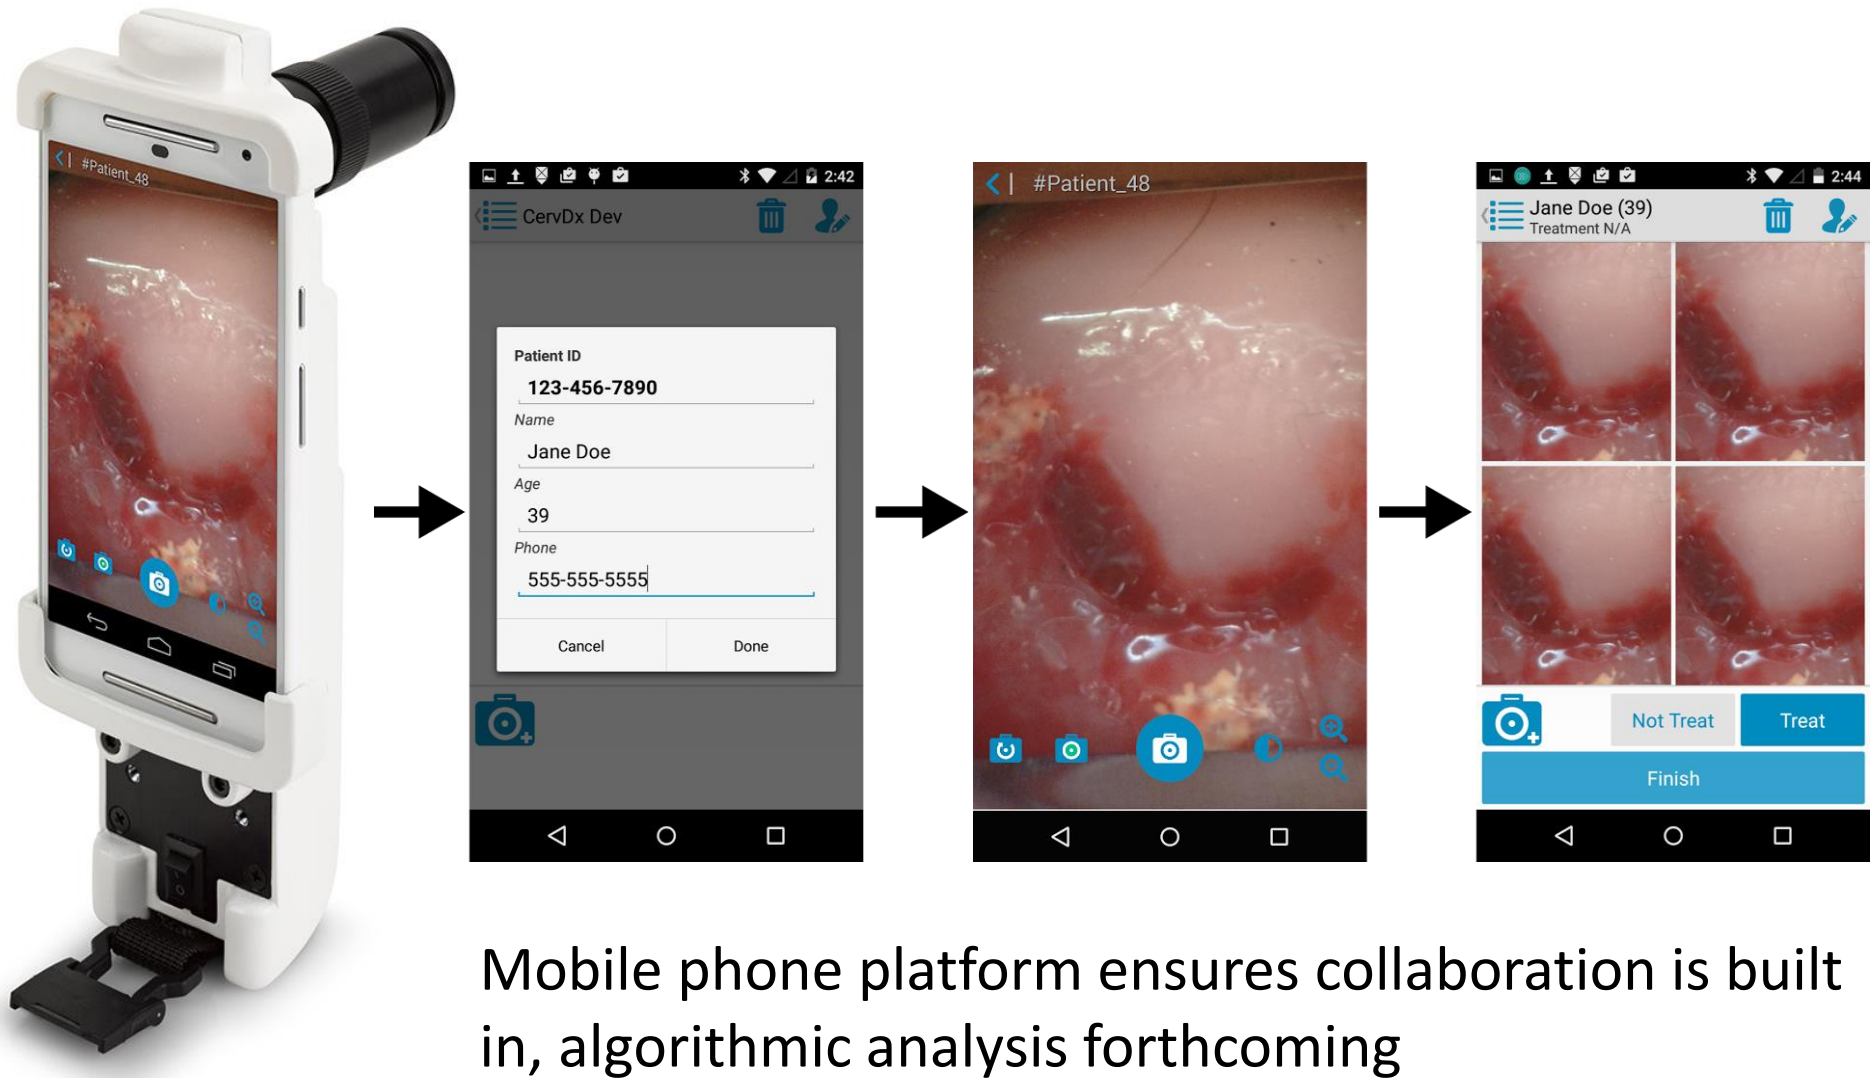 #Patient_48
2:42
CervDx Dev
Patient ID
123-456-7890
Name
Jane Doe
Age
39
Phone
555-555-5555
Cancel
Done
#Patient_48
2:44
Jane Doe (39)
Treatment N/A
Not Treat
Treat
Finish
Mobile phone platform ensures collaboration is built
in, algorithmic analysis forthcoming